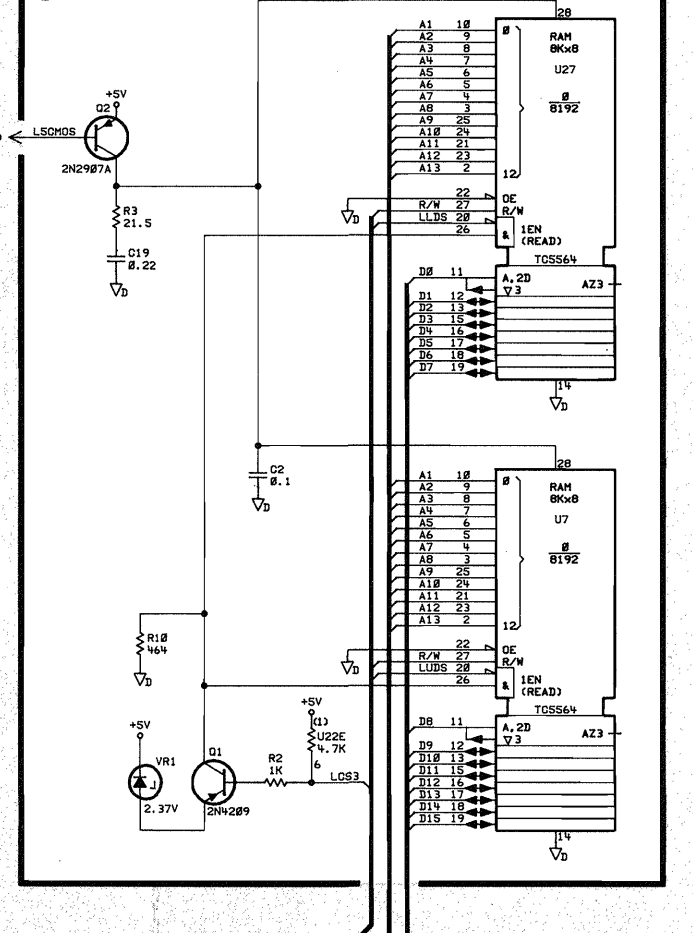 28
A1 10
A2 9
A3 8
A4 7
A5 6
A6 5
A7 4
A8 3
A9 25
A10 24
A11 21
A12 23
A13 2
0
12
RAM
8Kx8
U27
0
8192
22 OE
R/W 27 R/W
LLDS 20
26 &
1EN
(READ)
TC5564
D0 11 A,2D
▽3
AZ3
D1 12
D2 13
D3 15
D4 16
D5 17
D6 18
D7 19
14
D
D
+5V
Q2
L5CMOS
2N2907A
R3
21.5
C19
0.22
D
C2
0.1
D
28
A1 10
A2 9
A3 8
A4 7
A5 6
A6 5
A7 4
A8 3
A9 25
A10 24
A11 21
A12 23
A13 2
0
12
RAM
8Kx8
U7
0
8192
22 OE
R/W 27 R/W
LUDS 20
26 &
1EN
(READ)
TC5564
D8 11 A,2D
▽3
AZ3
D9 12
D10 13
D11 15
D12 16
D13 17
D14 18
D15 19
14
D
D
R10
464
D
+5V
VR1
2.37V
Q1
2N4209
R2
1K
+5V
(1)
U22E
4.7K
6
LCS3